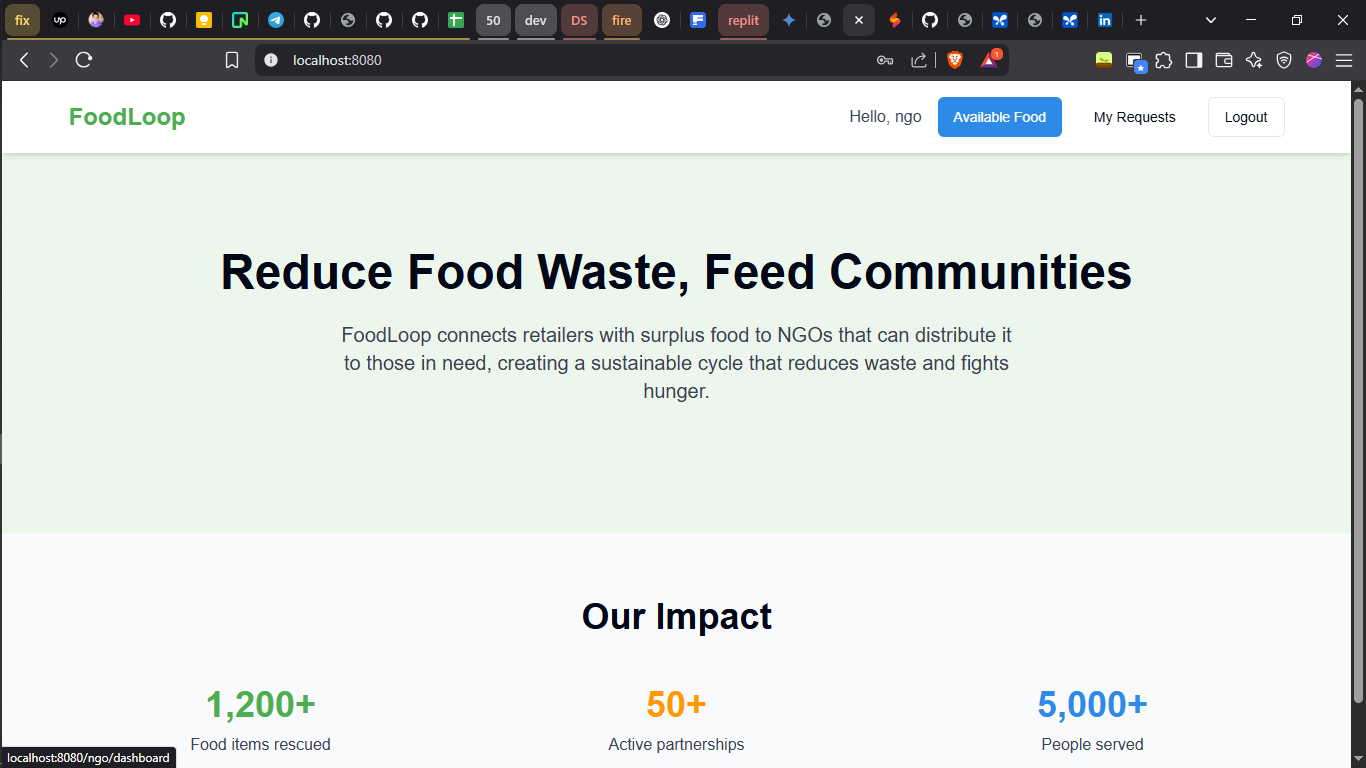 fix
up
50
dev
DS
fire
replit
localhost:8080
1
FoodLoop
Hello, ngo
Available Food
My Requests
Logout
Reduce Food Waste, Feed Communities
FoodLoop connects retailers with surplus food to NGOs that can distribute it
to those in need, creating a sustainable cycle that reduces waste and fights
hunger.
Our Impact
1,200+
50+
5,000+
Food items rescued
Active partnerships
People served
localhost:8080/ngo/dashboard